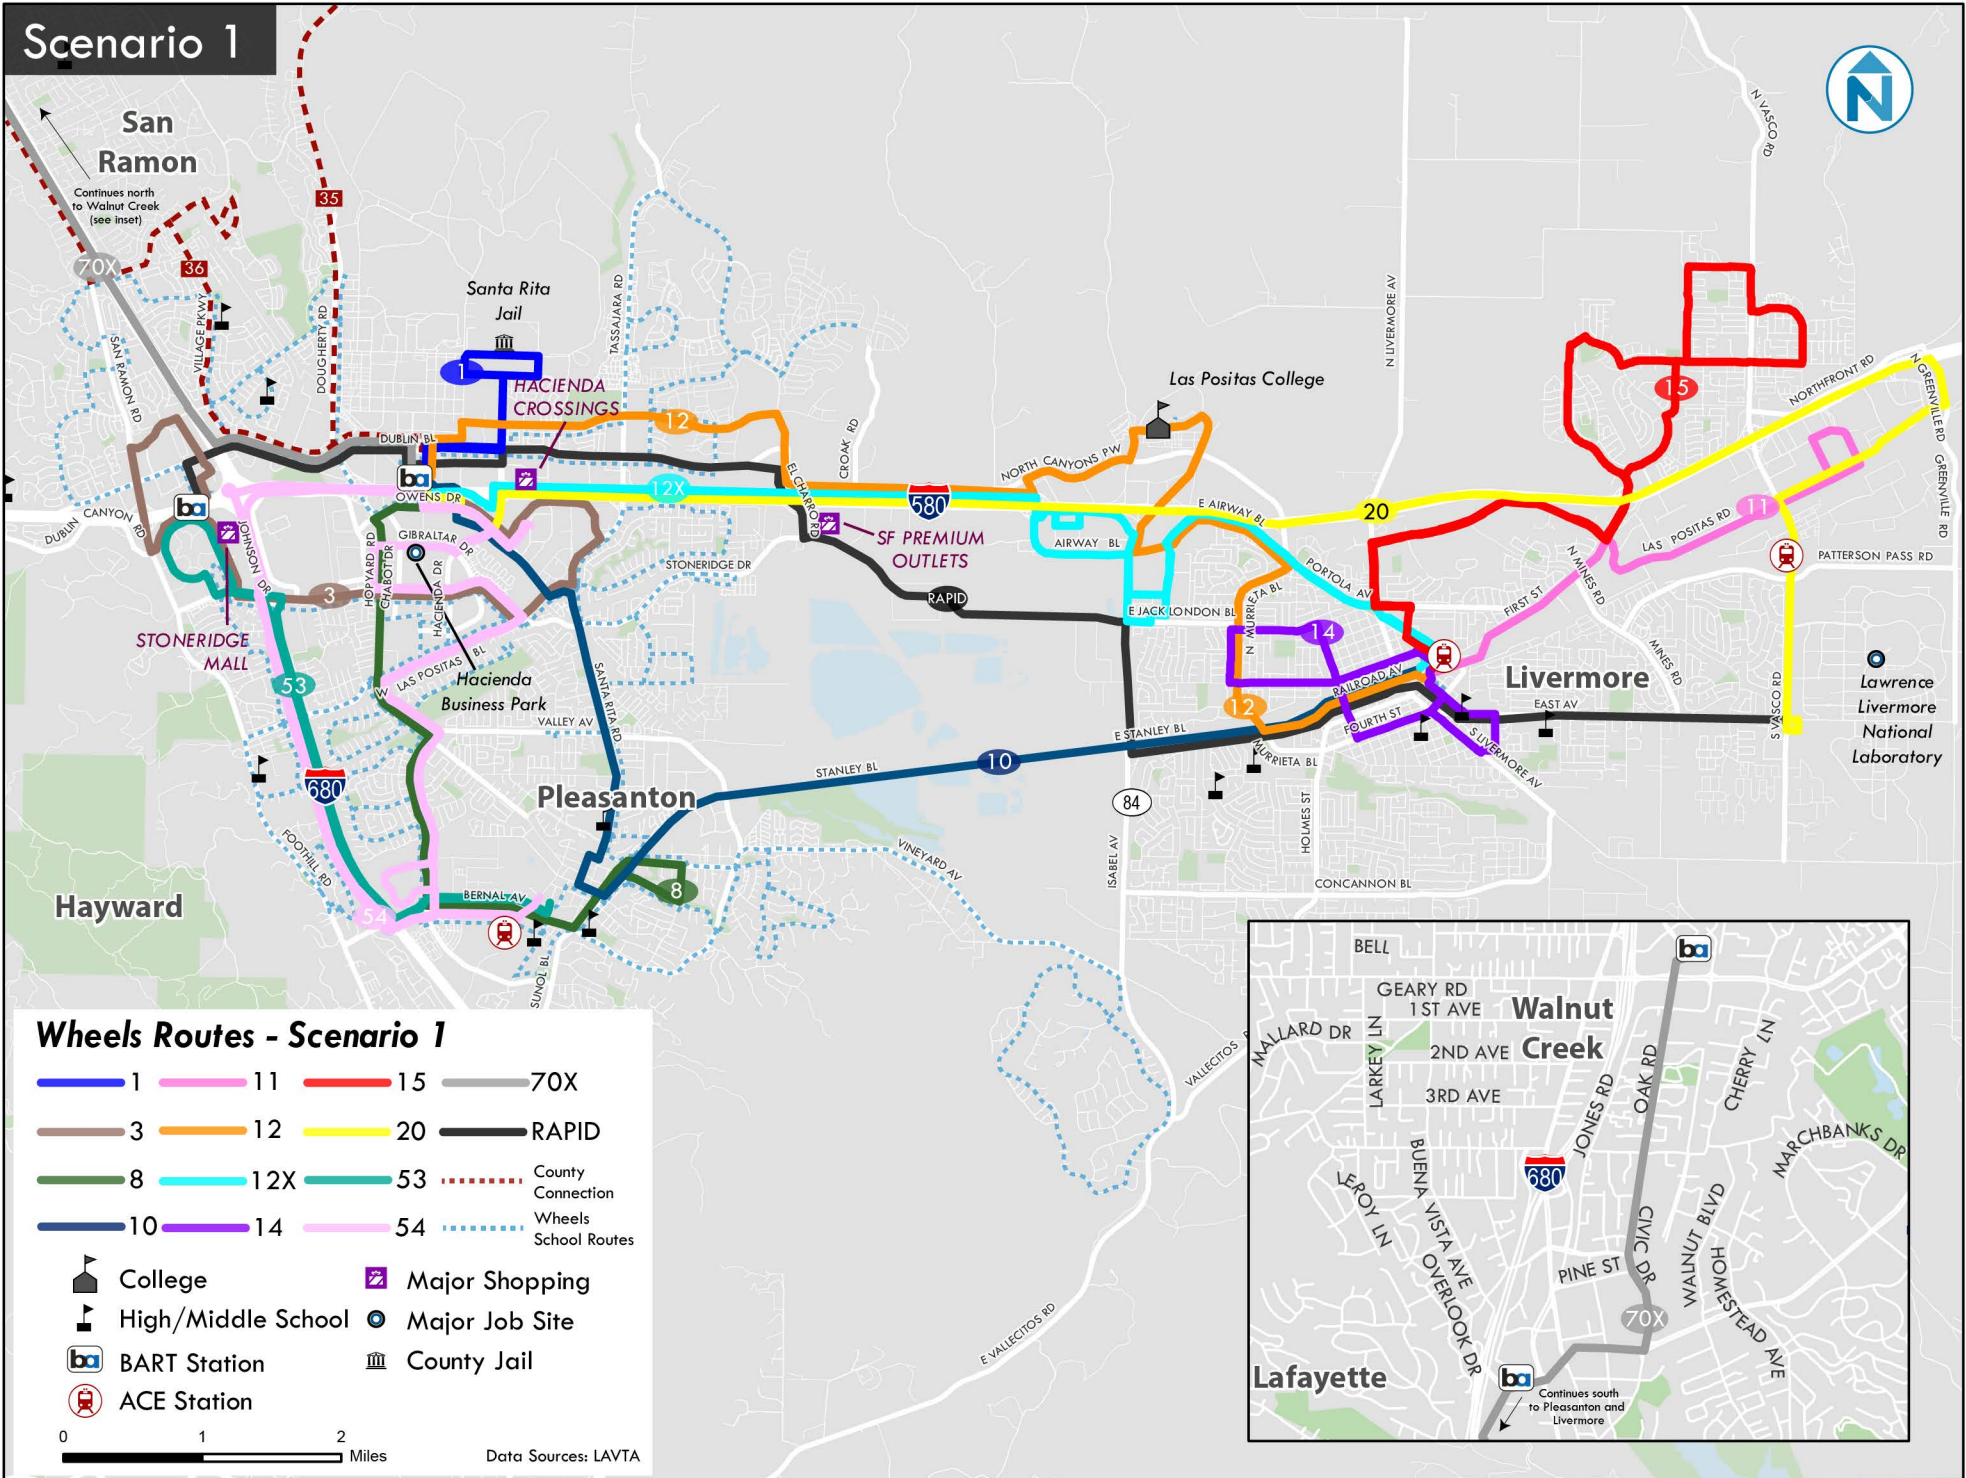 Scenario 1
San
Ramon
Continues north
to Walnut Creek
(see inset)
70X
36
35
VILLAGE PKWY
SAN RAMON RD
DOUGHERTY RD
TASSAJARA RD
Santa Rita
Jail
1
HACIENDA
CROSSINGS
12
DUBLIN BL
ba
OWENS DR
12X
EL CHARRO RD
CROAK RD
580
NORTH CANYONS PW
Las Positas College
N LIVERMORE AV
N VASCO RD
N
15
NORTHFRONT RD
N GREENVILLE RD
GREENVILLE RD
E AIRWAY BL
20
11
LAS POSITAS RD
PATTERSON PASS RD
AIRWAY BL
PORTOLA AV
N MINES RD
FIRST ST
MINES RD
DUBLIN CANYON RD
ba
JOHNSON DR
HOPYARD RD
CHABOT DR
GIBRALTAR DR
HACIENDA DR
STONERIDGE DR
SF PREMIUM
OUTLETS
RAPID
E JACK LONDON BL
N MURRIETA BL
14
3
STONERIDGE
MALL
53
W LAS POSITAS BL
Hacienda
Business Park
SANTA RITA RD
VALLEY AV
RAILROAD AV
Livermore
EAST AV
S VASCO RD
Lawrence
Livermore
National
Laboratory
12
FOURTH ST
S LIVERMORE AV
E STANLEY BL
MURRIETA BL
10
STANLEY BL
84
HOLMES ST
680
Pleasanton
FOOTHILL RD
VINEYARD AV
ISABEL AV
CONCANNON BL
Hayward
BERNAL AV
8
54
SUNOL BL
VALLECITOS R
E VALLECITOS RD
Wheels Routes - Scenario 1
1 11 15 70X
3 12 20 RAPID
8 12X 53 County
Connection
10 14 54 Wheels
School Routes
College
Major Shopping
High/Middle School
Major Job Site
ba BART Station
County Jail
ACE Station
0 1 2
Miles
Data Sources: LAVTA
BELL
ba
GEARY RD
1ST AVE
Walnut
Creek
MALLARD DR
LARKEY LN
2ND AVE
3RD AVE
OAK RD
CHERRY LN
JONES RD
MARCHBANKS DR
680
BUENA VISTA AVE
LEROY LN
OVERLOOK DR
CIVIC DR
WALNUT BLVD
HOMESTEAD AVE
PINE ST
70X
Lafayette
ba
Continues south
to Pleasanton and
Livermore